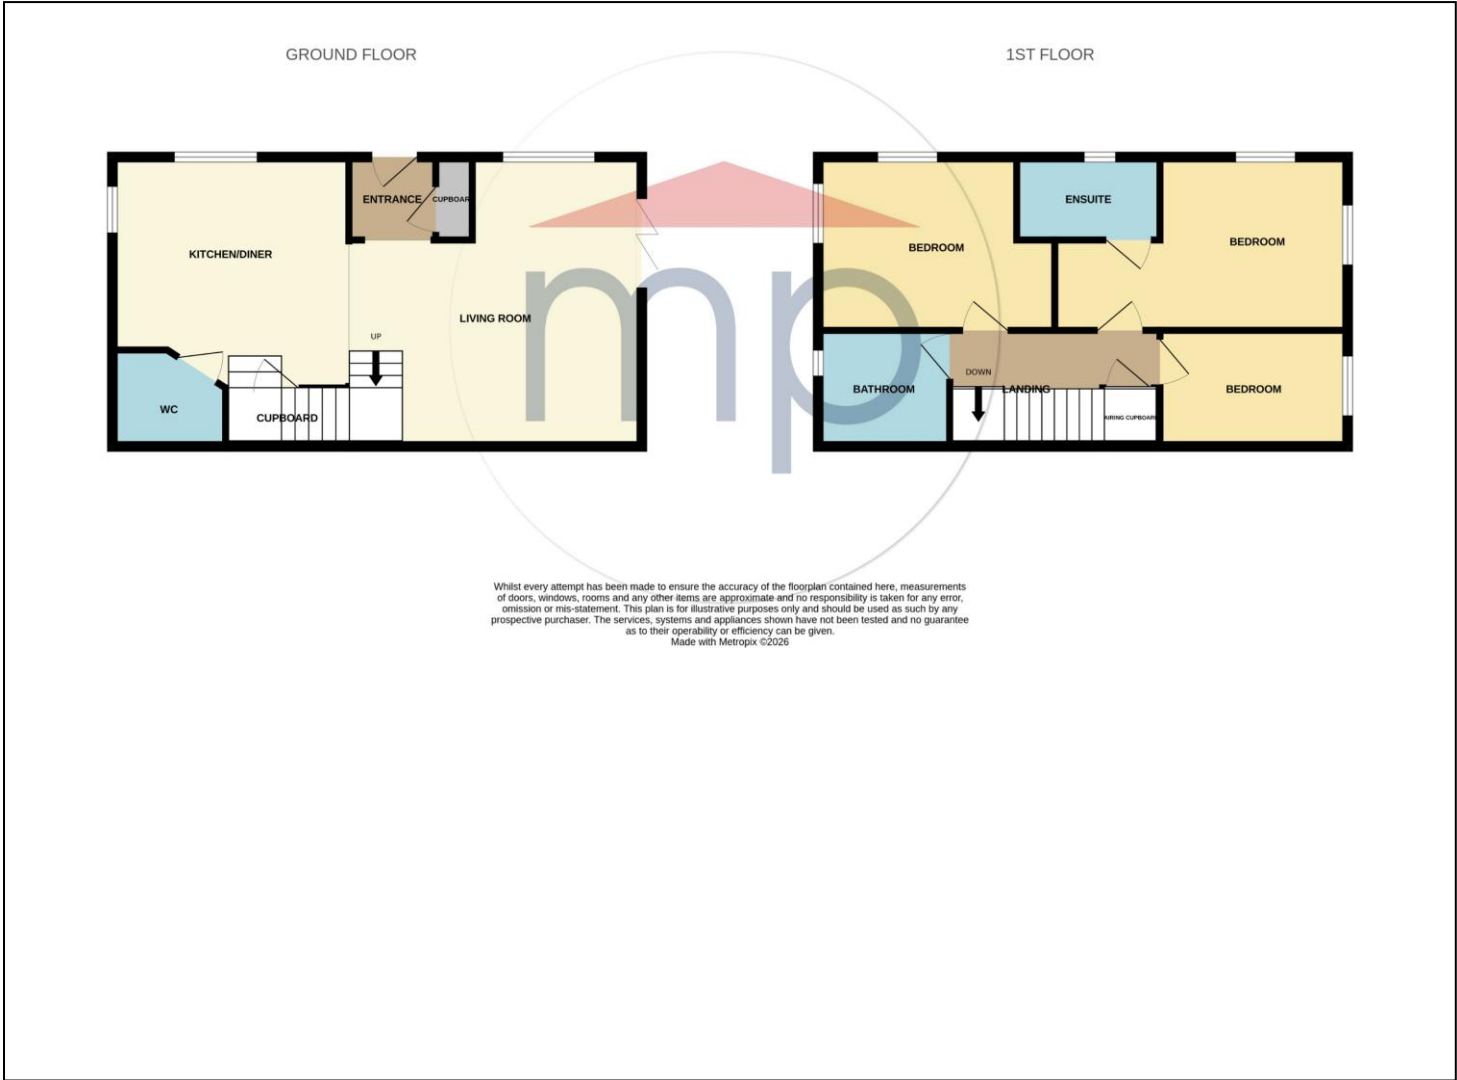 GROUND FLOOR
1ST FLOOR
KITCHEN/DINER
ENTRANCE
CUPBOAR
LIVING ROOM
UP
WC
CUPBOARD
BEDROOM
ENSUITE
BEDROOM
BATHROOM
DOWN
LANDING
AIRING CUPBOARD
BEDROOM
mp
Whilst every attempt has been made to ensure the accuracy of the floorplan contained here, measurements
of doors, windows, rooms and any other items are approximate and no responsibility is taken for any error,
omission or mis-statement. This plan is for illustrative purposes only and should be used as such by any
prospective purchaser. The services, systems and appliances shown have not been tested and no guarantee
as to their operability or efficiency can be given.
Made with Metropix ©2026